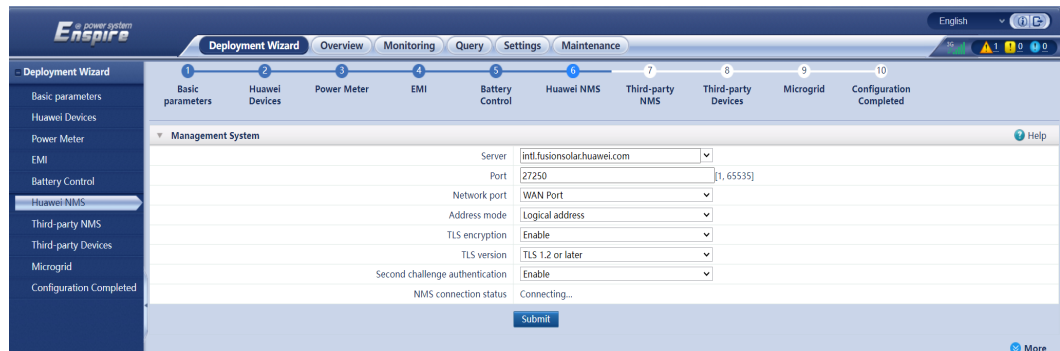 e power system
Enspire
English
Deployment Wizard Overview Monitoring Query Settings Maintenance
3G 1 0 0
Deployment Wizard
Basic parameters
Huawei Devices
Power Meter
EMI
Battery Control
Huawei NMS
Third-party NMS
Third-party Devices
Microgrid
Configuration Completed
1 2 3 4 5 6 7 8 9 10
Basic parameters
Huawei Devices
Power Meter
EMI
Battery Control
Huawei NMS
Third-party NMS
Third-party Devices
Microgrid
Configuration Completed
Management System
Help
Server intl.fusionsolar.huawei.com
Port 27250 [1, 65535]
Network port WAN Port
Address mode Logical address
TLS encryption Enable
TLS version TLS 1.2 or later
Second challenge authentication Enable
NMS connection status Connecting...
Submit
More